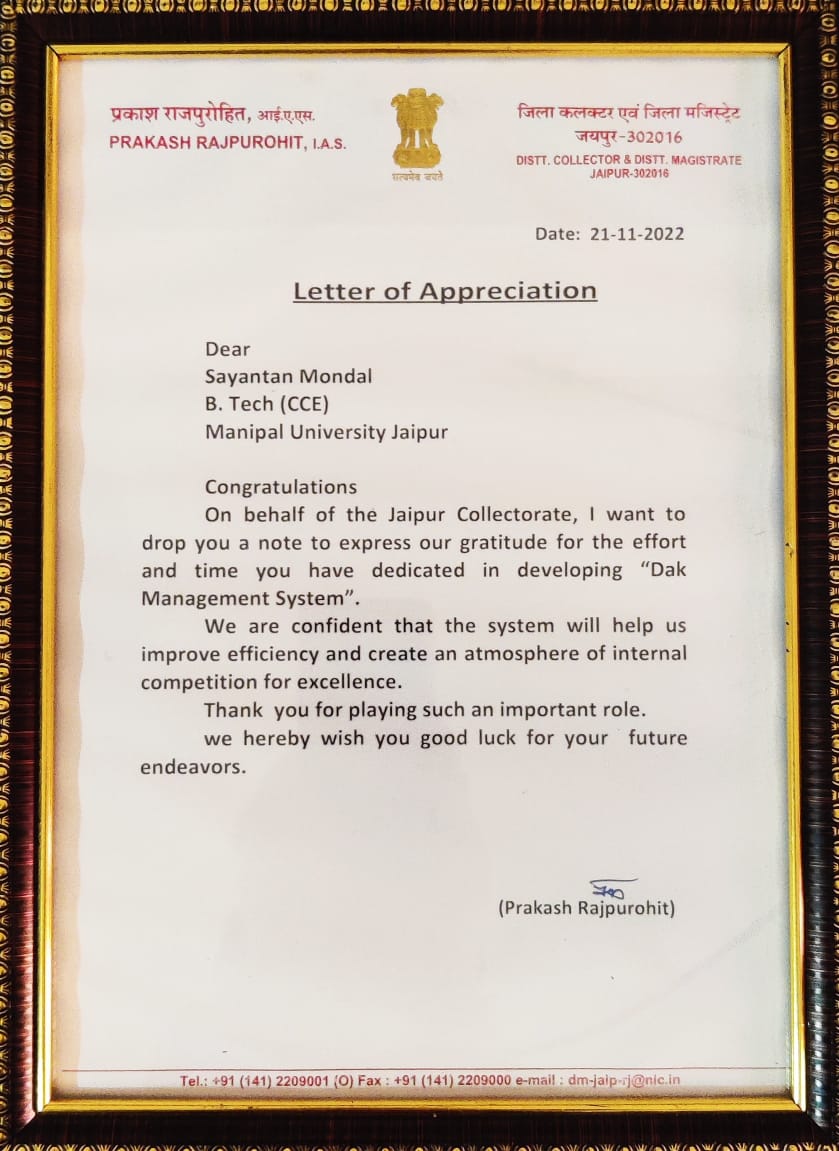 प्रकाश राजपुरोहित, आई.ए.एस.
PRAKASH RAJPUROHIT, I.A.S.
सत्यमेव जयते
जिला कलक्टर एवं जिला मजिस्ट्रेट
जयपुर-302016
DISTT. COLLECTOR & DISTT. MAGISTRATE
JAIPUR-302016
Date: 21-11-2022
Letter of Appreciation
Dear
Sayantan Mondal
B. Tech (CCE)
Manipal University Jaipur
Congratulations
On behalf of the Jaipur Collectorate, I want to
drop you a note to express our gratitude for the effort
and time you have dedicated in developing “Dak
Management System”.
We are confident that the system will help us
improve efficiency and create an atmosphere of internal
competition for excellence.
Thank you for playing such an important role.
we hereby wish you good luck for your future
endeavors.
(Prakash Rajpurohit)
Tel.: +91 (141) 2209001 (O) Fax : +91 (141) 2209000 e-mail : dm-jaip-rj@nic.in